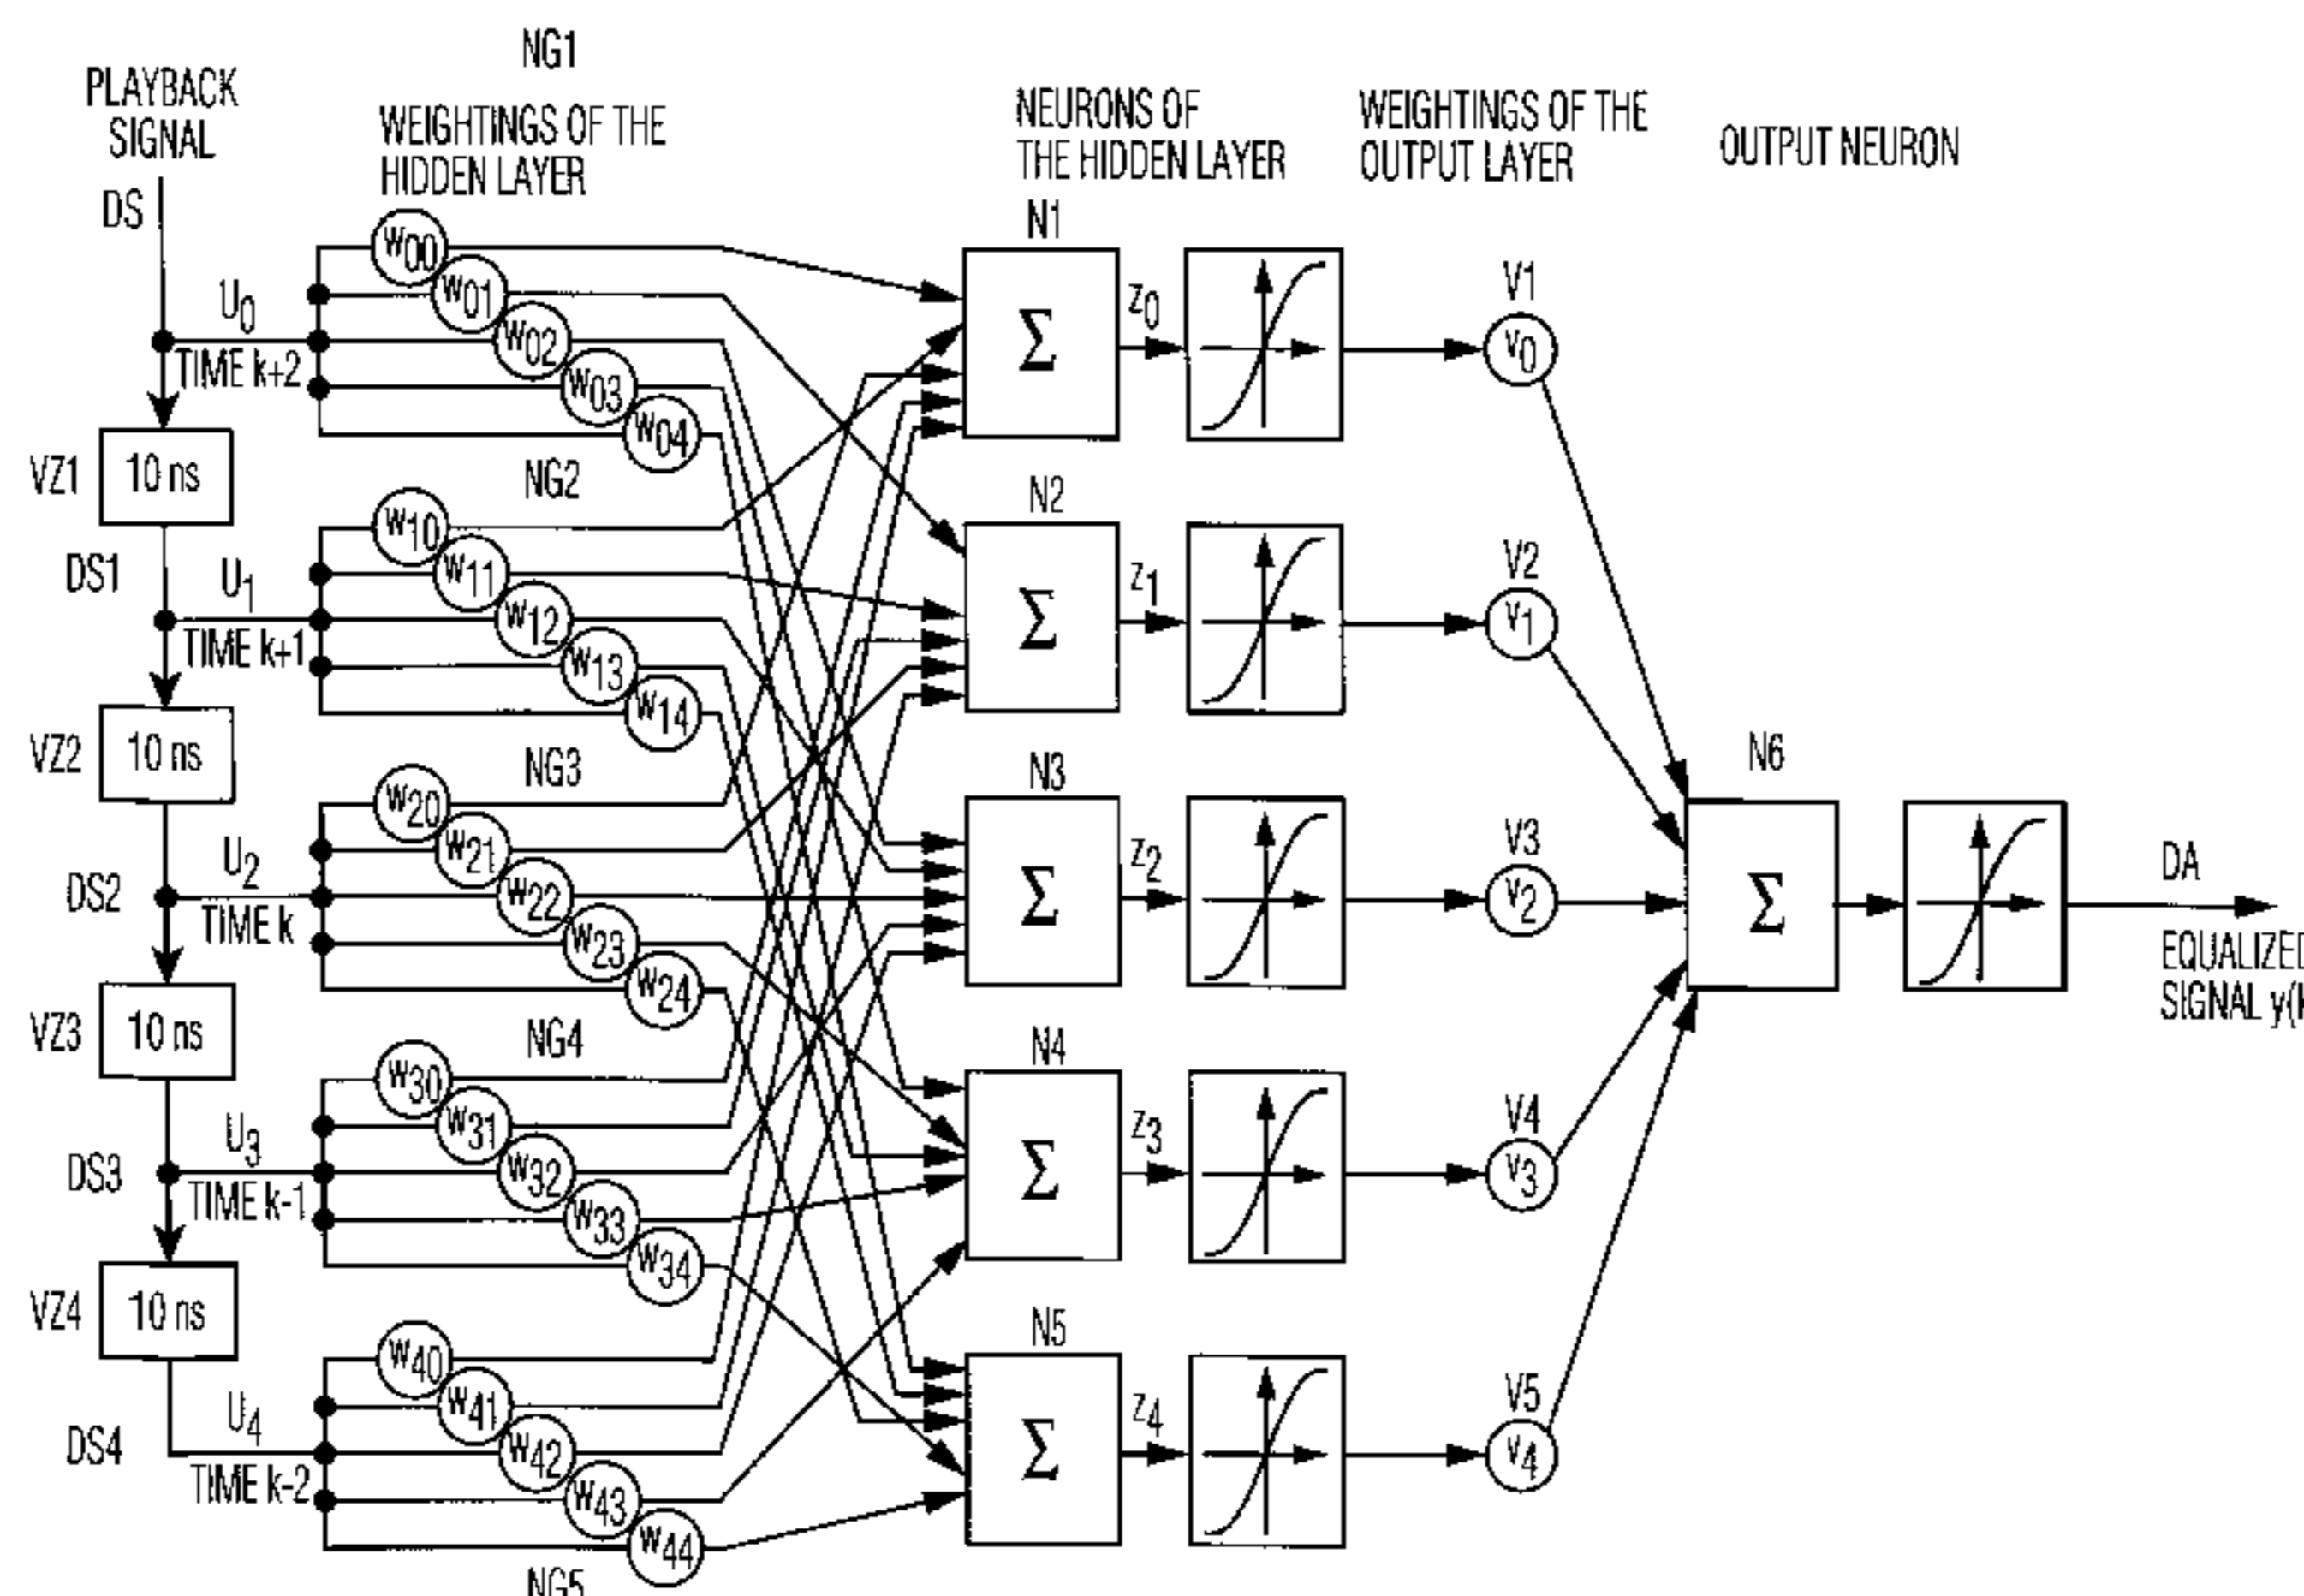 NG1
PLAYBACK
SIGNAL
WEIGHTINGS OF THE
HIDDEN LAYER
NEURONS OF
THE HIDDEN LAYER
WEIGHTINGS OF THE
OUTPUT LAYER
OUTPUT NEURON
DS
U0
TIME k+2
w00
w01
w02
w03
w04
N1
Σ
z0
V1
v0
VZ1
10 ns
NG2
DS1
U1
TIME k+1
w10
w11
w12
w13
w14
N2
Σ
z1
V2
v1
VZ2
10 ns
NG3
DS2
U2
TIME k
w20
w21
w22
w23
w24
N3
Σ
z2
V3
v2
N6
Σ
DA
EQUALIZED
SIGNAL y(k
VZ3
10 ns
NG4
DS3
U3
TIME k-1
w30
w31
w32
w33
w34
N4
Σ
z3
V4
v3
VZ4
10 ns
DS4
U4
TIME k-2
w40
w41
w42
w43
w44
N5
Σ
z4
V5
v4
NG5